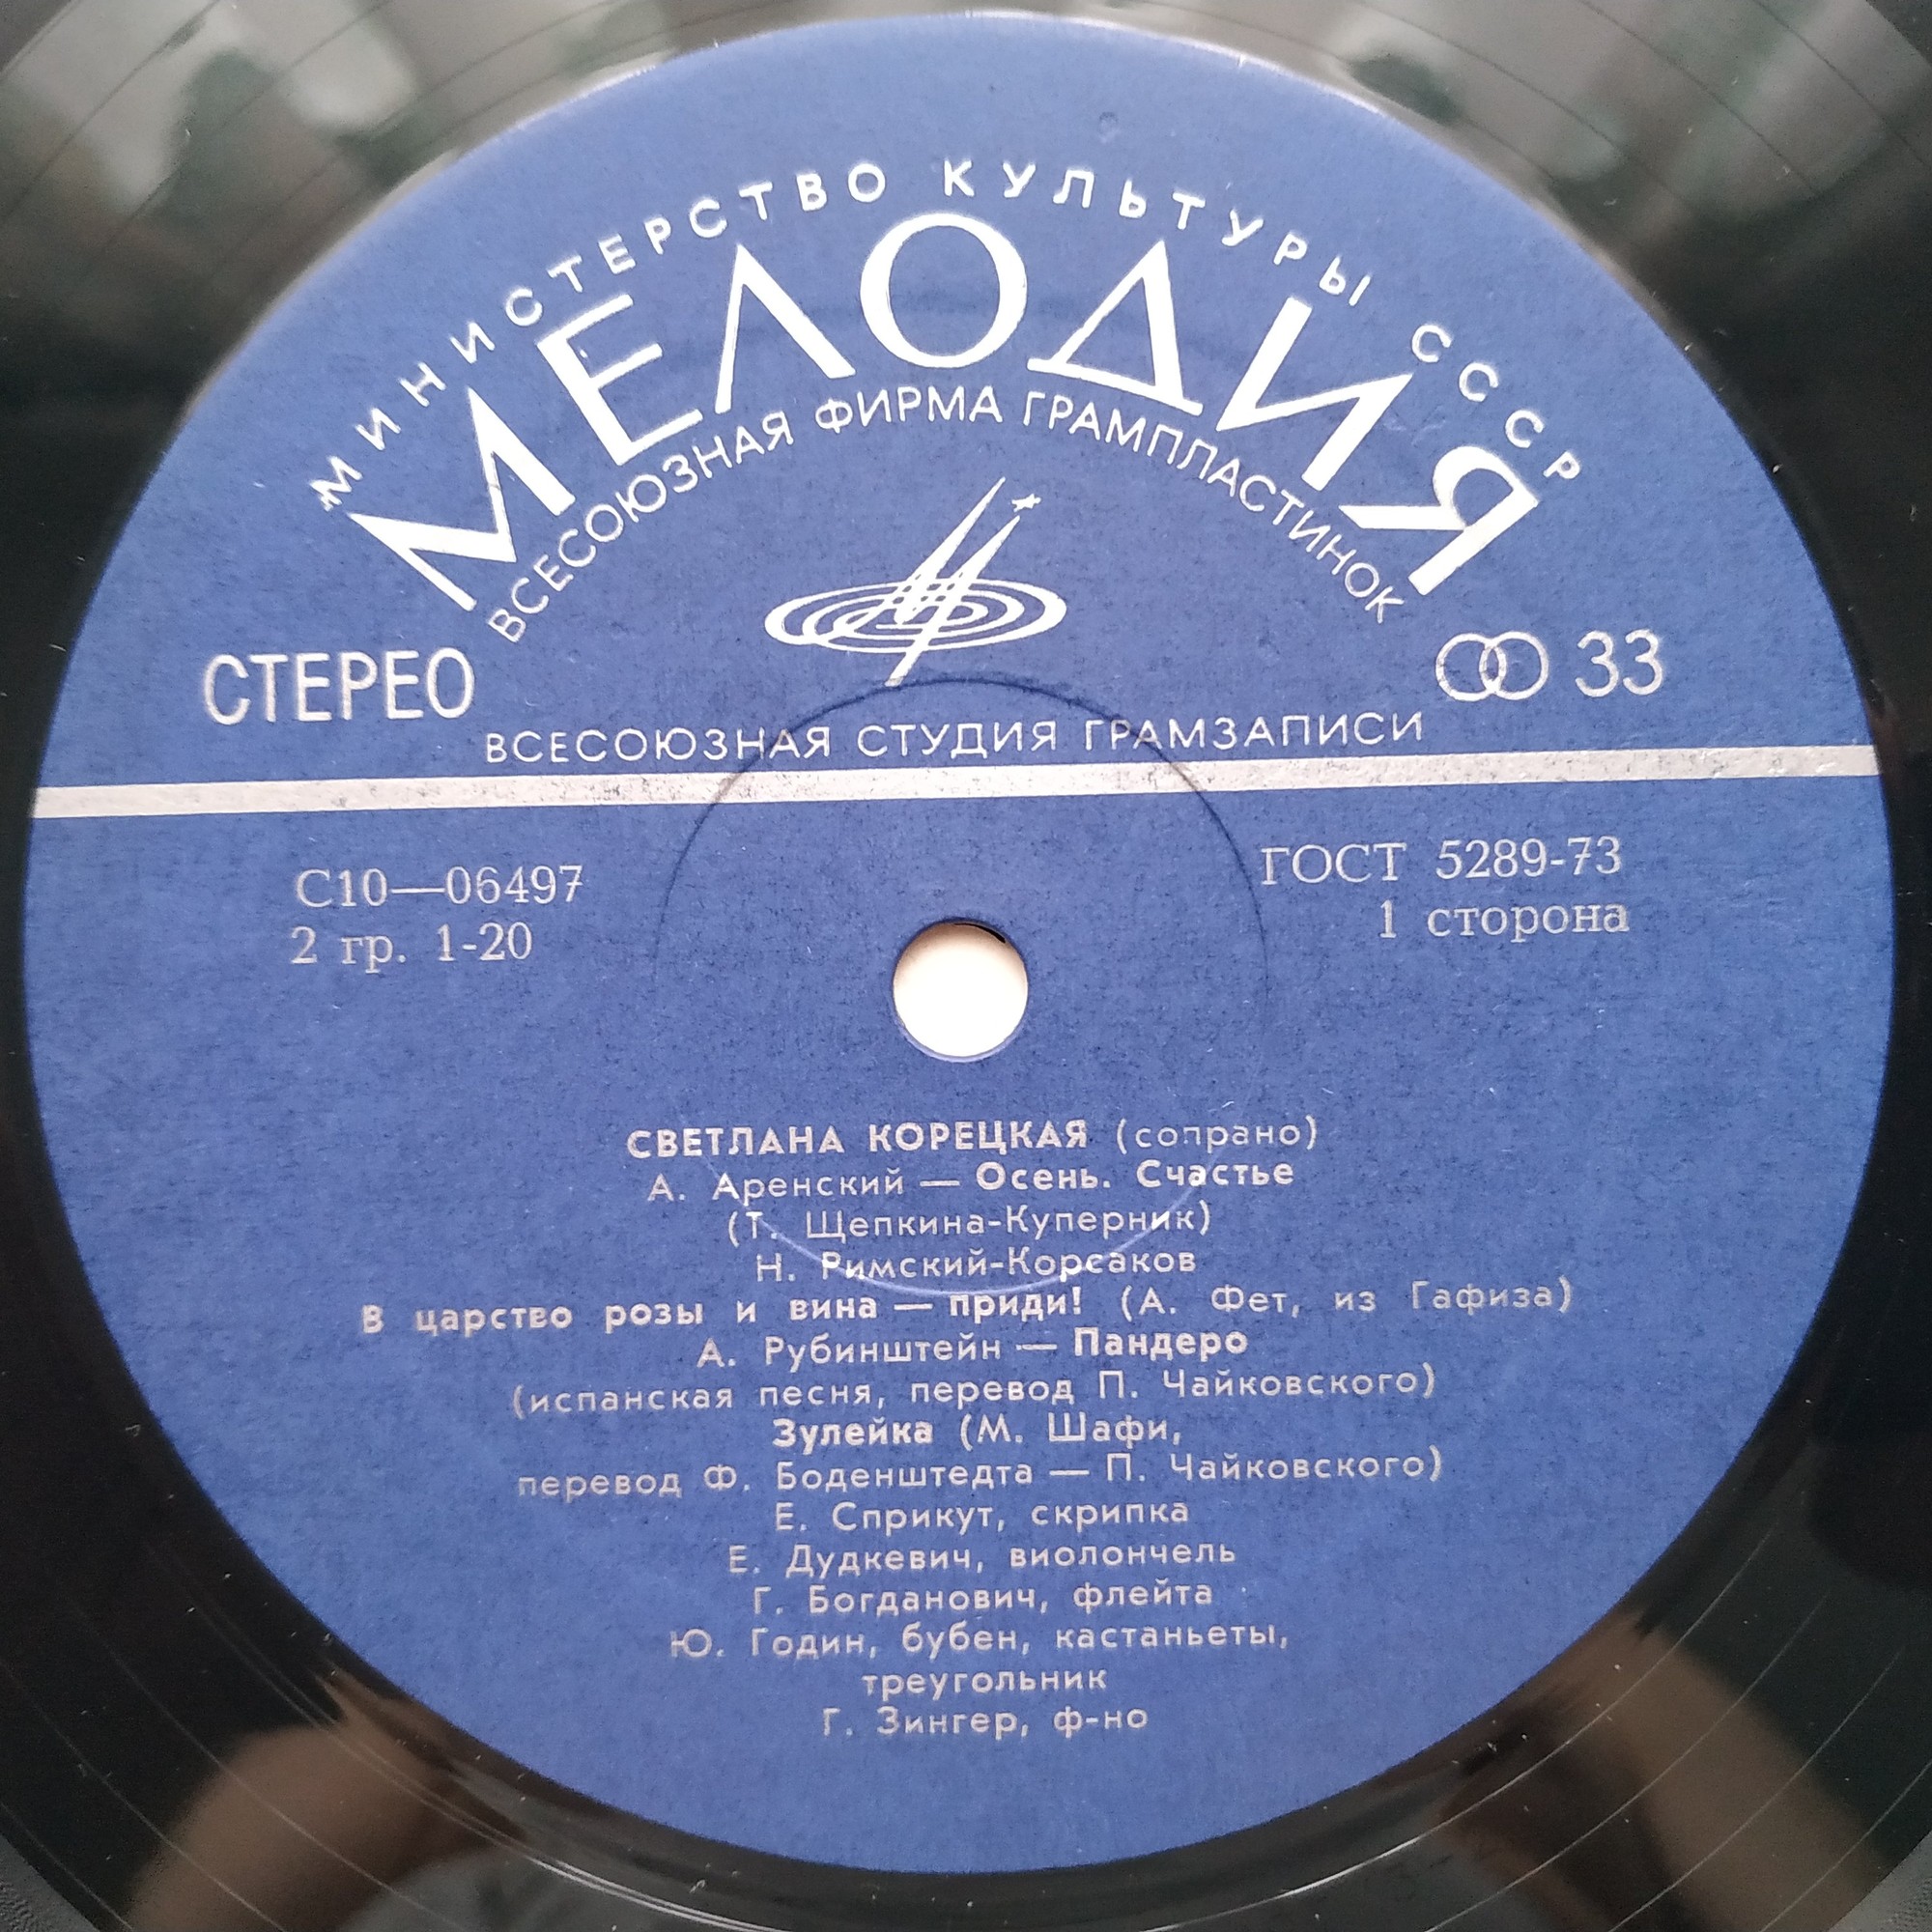 МИНИСТЕРСТВО КУЛЬТУРЫ СССР
МЕЛОДИЯ
ВСЕСОЮЗНАЯ ФИРМА ГРАМПЛАСТИНОК
СТЕРЕО 33
ВСЕСОЮЗНАЯ СТУДИЯ ГРАМЗАПИСИ
С10—06497 ГОСТ 5289-73
2 гр. 1-20 1 сторона
СВЕТЛАНА КОРЕЦКАЯ (сопрано)
А. Аренский — Осень. Счастье
(Т. Щепкина-Куперник)
Н. Римский-Корсаков
В царство розы и вина — приди! (А. Фет, из Гафиза)
А. Рубинштейн — Пандеро
(испанская песня, перевод П. Чайковского)
Зулейка (М. Шафи,
перевод Ф. Боденштедта — П. Чайковского)
Е. Сприкут, скрипка
Е. Дудкевич, виолончель
Г. Богданович, флейта
Ю. Годин, бубен, кастаньеты,
треугольник
Г. Зингер, ф-но